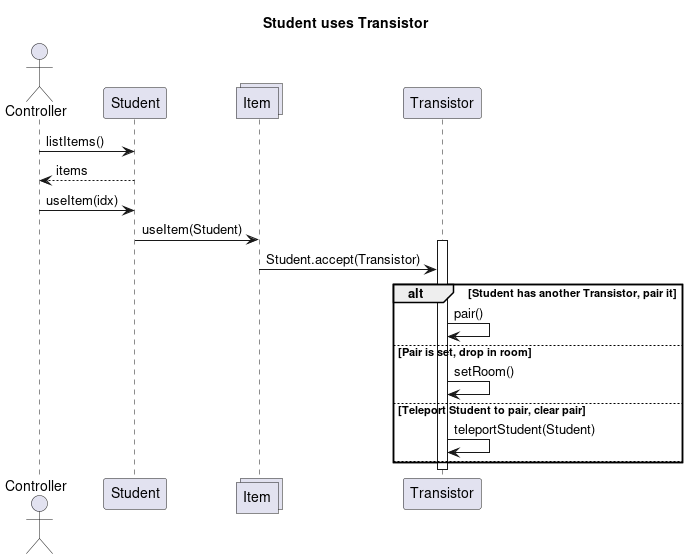 Student uses Transistor
Controller
Student
Item
Transistor
listItems()
items
useItem(idx)
useItem(Student)
Student.accept(Transistor)
alt
[Student has another Transistor, pair it]
pair()
[Pair is set, drop in room]
setRoom()
[Teleport Student to pair, clear pair]
teleportStudent(Student)
Controller
Student
Item
Transistor